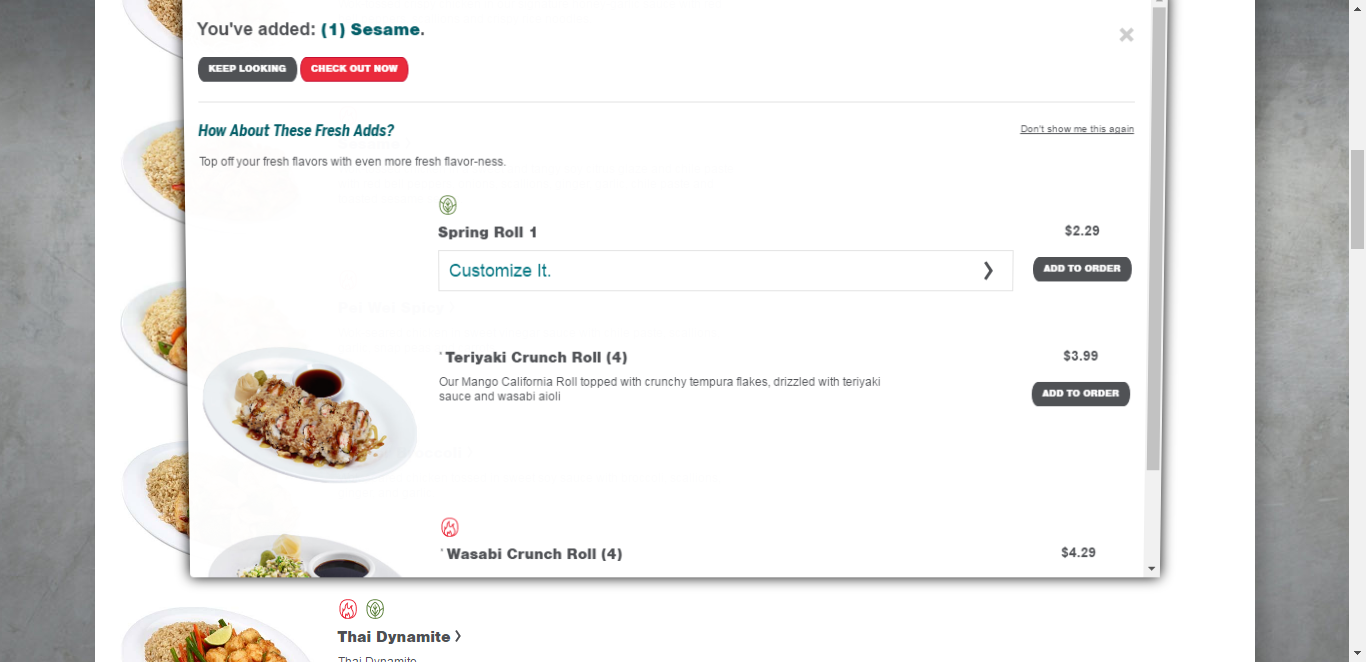 You've added: (1) Sesame.
KEEP LOOKING
CHECK OUT NOW
How About These Fresh Adds?
Don't show me this again
Top off your fresh flavors with even more fresh flavor-ness.
Spring Roll 1
$2.29
Customize It.
ADD TO ORDER
* Teriyaki Crunch Roll (4)
$3.99
Our Mango California Roll topped with crunchy tempura flakes, drizzled with teriyaki
sauce and wasabi aioli
ADD TO ORDER
* Wasabi Crunch Roll (4)
$4.29
Thai Dynamite
Thai Dynamite